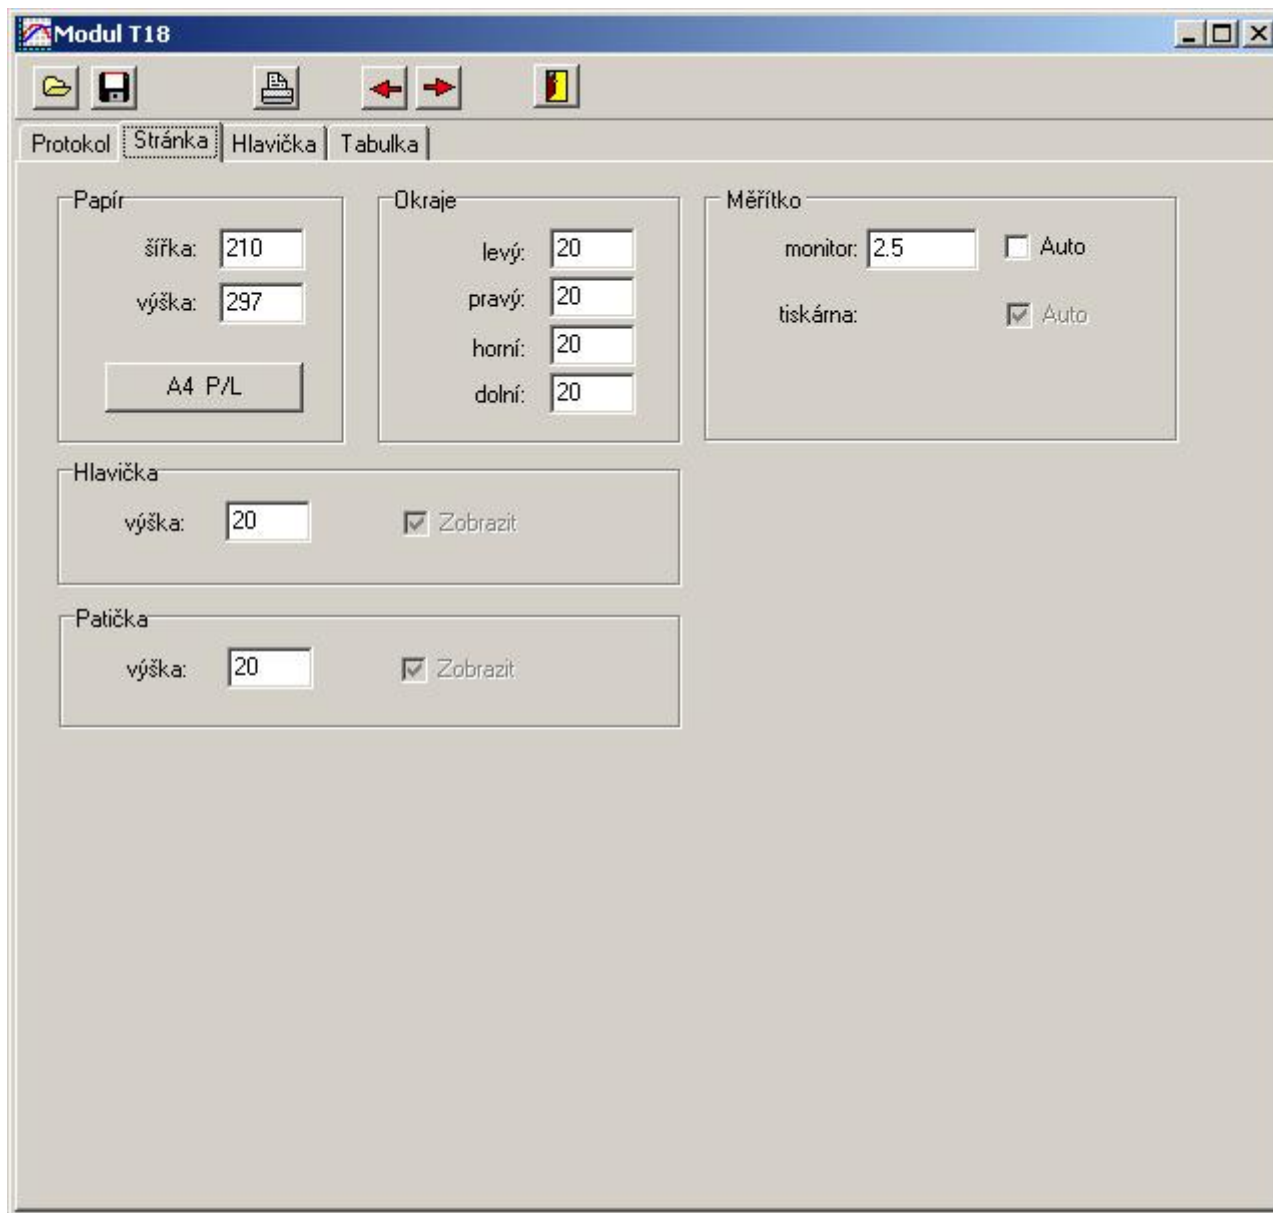 Modul T18
Protokol Stránka Hlavička Tabulka
Papír
šířka: 210
výška: 297
A4 P/L
Okraje
levý: 20
pravý: 20
horní: 20
dolní: 20
Měřítko
monitor: 2.5 Auto
tiskárna: Auto
Hlavička
výška: 20 Zobrazit
Patička
výška: 20 Zobrazit